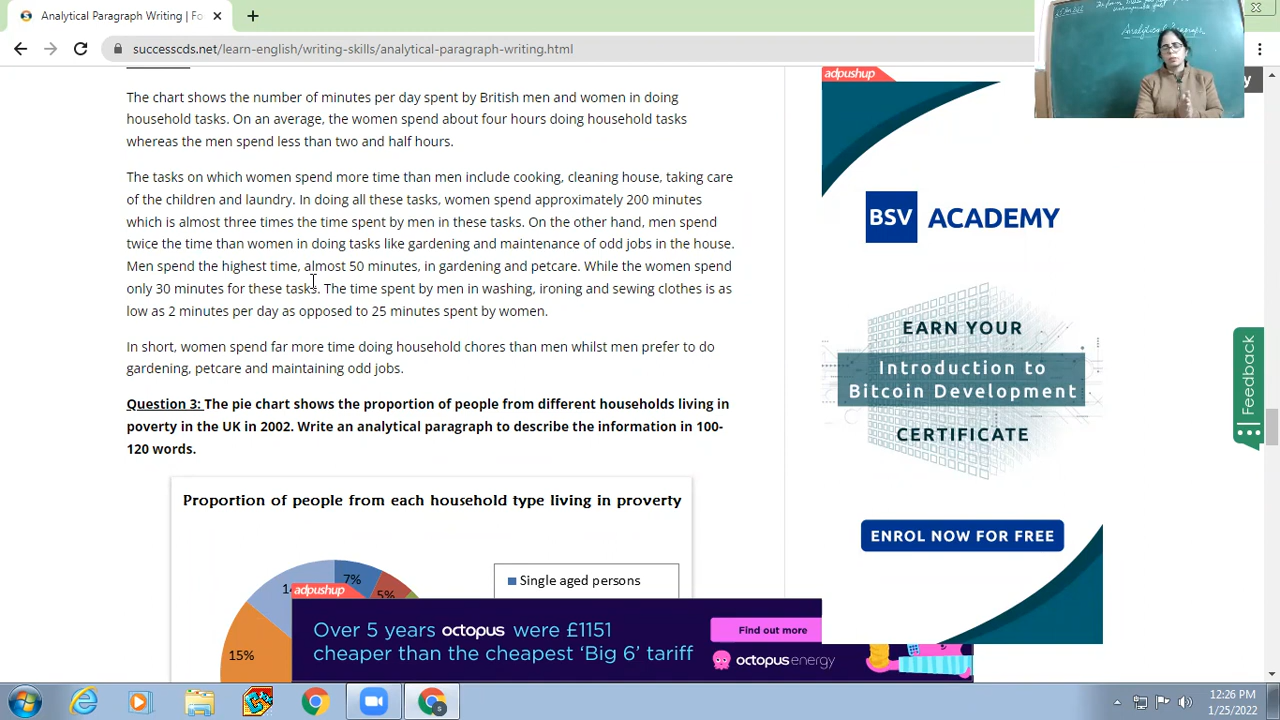 Analytical Paragraph Writing | Fo
successcds.net/learn-english/writing-skills/analytical-paragraph-writing.html
The chart shows the number of minutes per day spent by British men and women in doing
household tasks. On an average, the women spend about four hours doing household tasks
whereas the men spend less than two and half hours.
The tasks on which women spend more time than men include cooking, cleaning house, taking care
of the children and laundry. In doing all these tasks, women spend approximately 200 minutes
which is almost three times the time spent by men in these tasks. On the other hand, men spend
twice the time than women in doing tasks like gardening and maintenance of odd jobs in the house.
Men spend the highest time, almost 50 minutes, in gardening and petcare. While the women spend
only 30 minutes for these tasks. The time spent by men in washing, ironing and sewing clothes is as
low as 2 minutes per day as opposed to 25 minutes spent by women.
In short, women spend far more time doing household chores than men whilst men prefer to do
gardening, petcare and maintaining odd jobs.
Question 3: The pie chart shows the proportion of people from different households living in
poverty in the UK in 2002. Write an analytical paragraph to describe the information in 100-
120 words.
Proportion of people from each household type living in proverty
7%
5%
15%
Single aged persons
adpushup
Over 5 years octopus were £1151
cheaper than the cheapest ‘Big 6’ tariff
Find out more
octopus energy
adpushup
BSV ACADEMY
EARN YOUR
Introduction to
Bitcoin Development
CERTIFICATE
ENROL NOW FOR FREE
Feedback
12:26 PM
1/25/2022